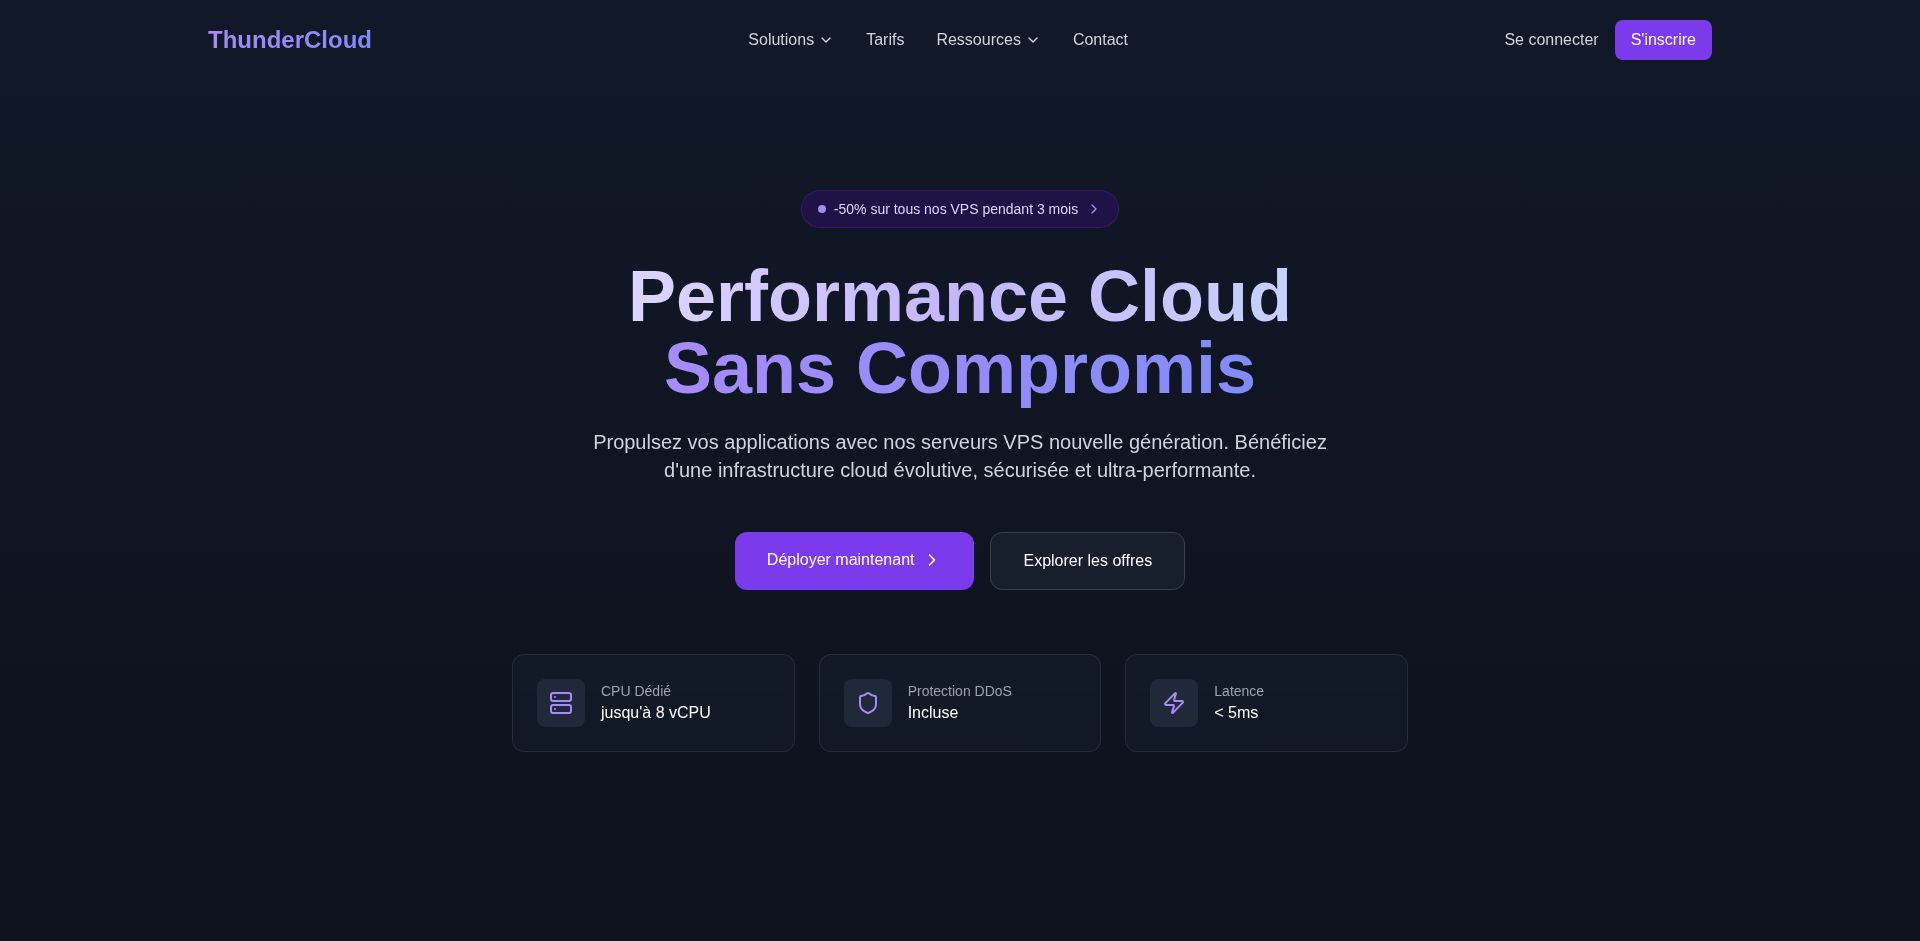 ThunderCloud
Solutions
Tarifs
Ressources
Contact
Se connecter
S'inscrire
-50% sur tous nos VPS pendant 3 mois
Performance Cloud
Sans Compromis
Propulsez vos applications avec nos serveurs VPS nouvelle génération. Bénéficiez
d'une infrastructure cloud évolutive, sécurisée et ultra-performante.
Déployer maintenant
Explorer les offres
CPU Dédié
jusqu'à 8 vCPU
Protection DDoS
Incluse
Latence
< 5ms